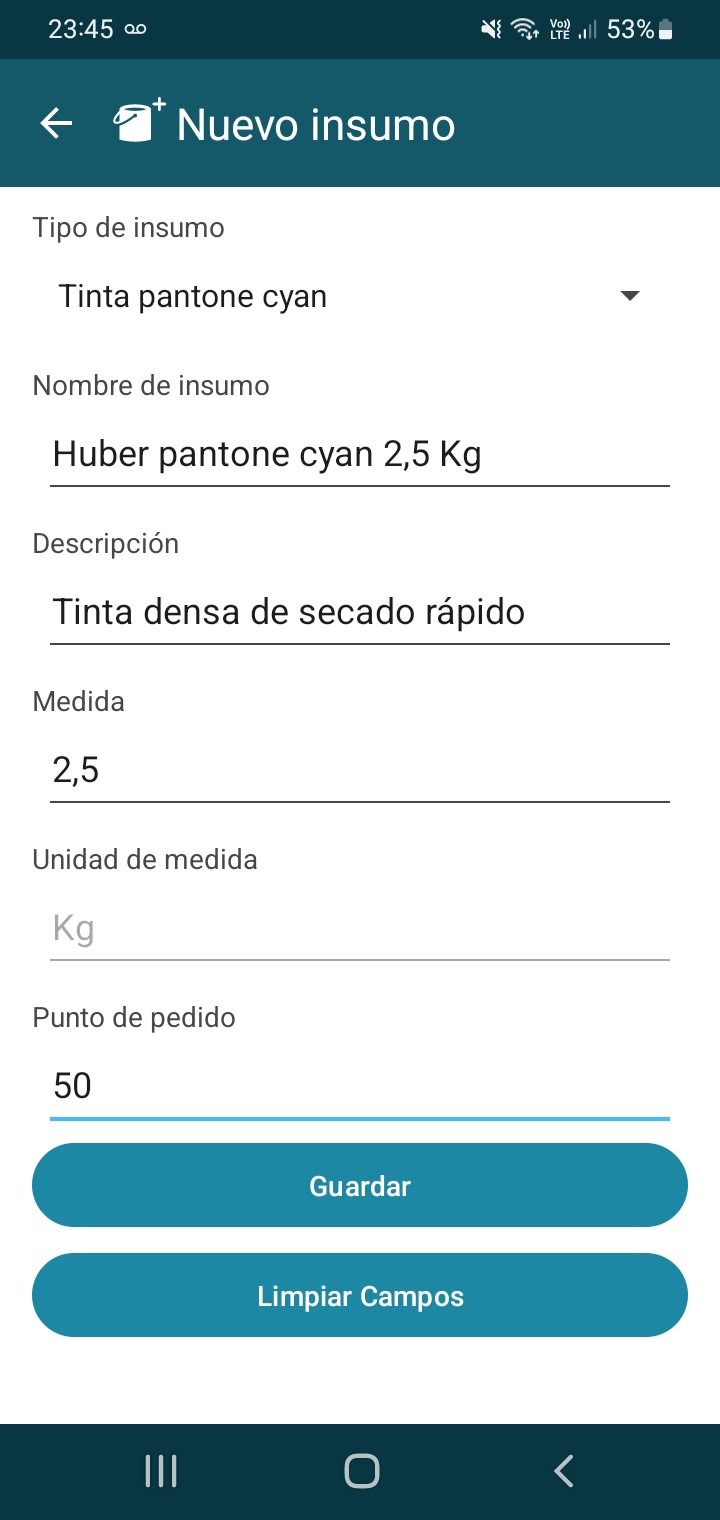 23:45 Vo)) LTE 53%
Nuevo insumo
Tipo de insumo
Tinta pantone cyan
Nombre de insumo
Huber pantone cyan 2,5 Kg
Descripción
Tinta densa de secado rápido
Medida
2,5
Unidad de medida
Kg
Punto de pedido
50
Guardar
Limpiar Campos